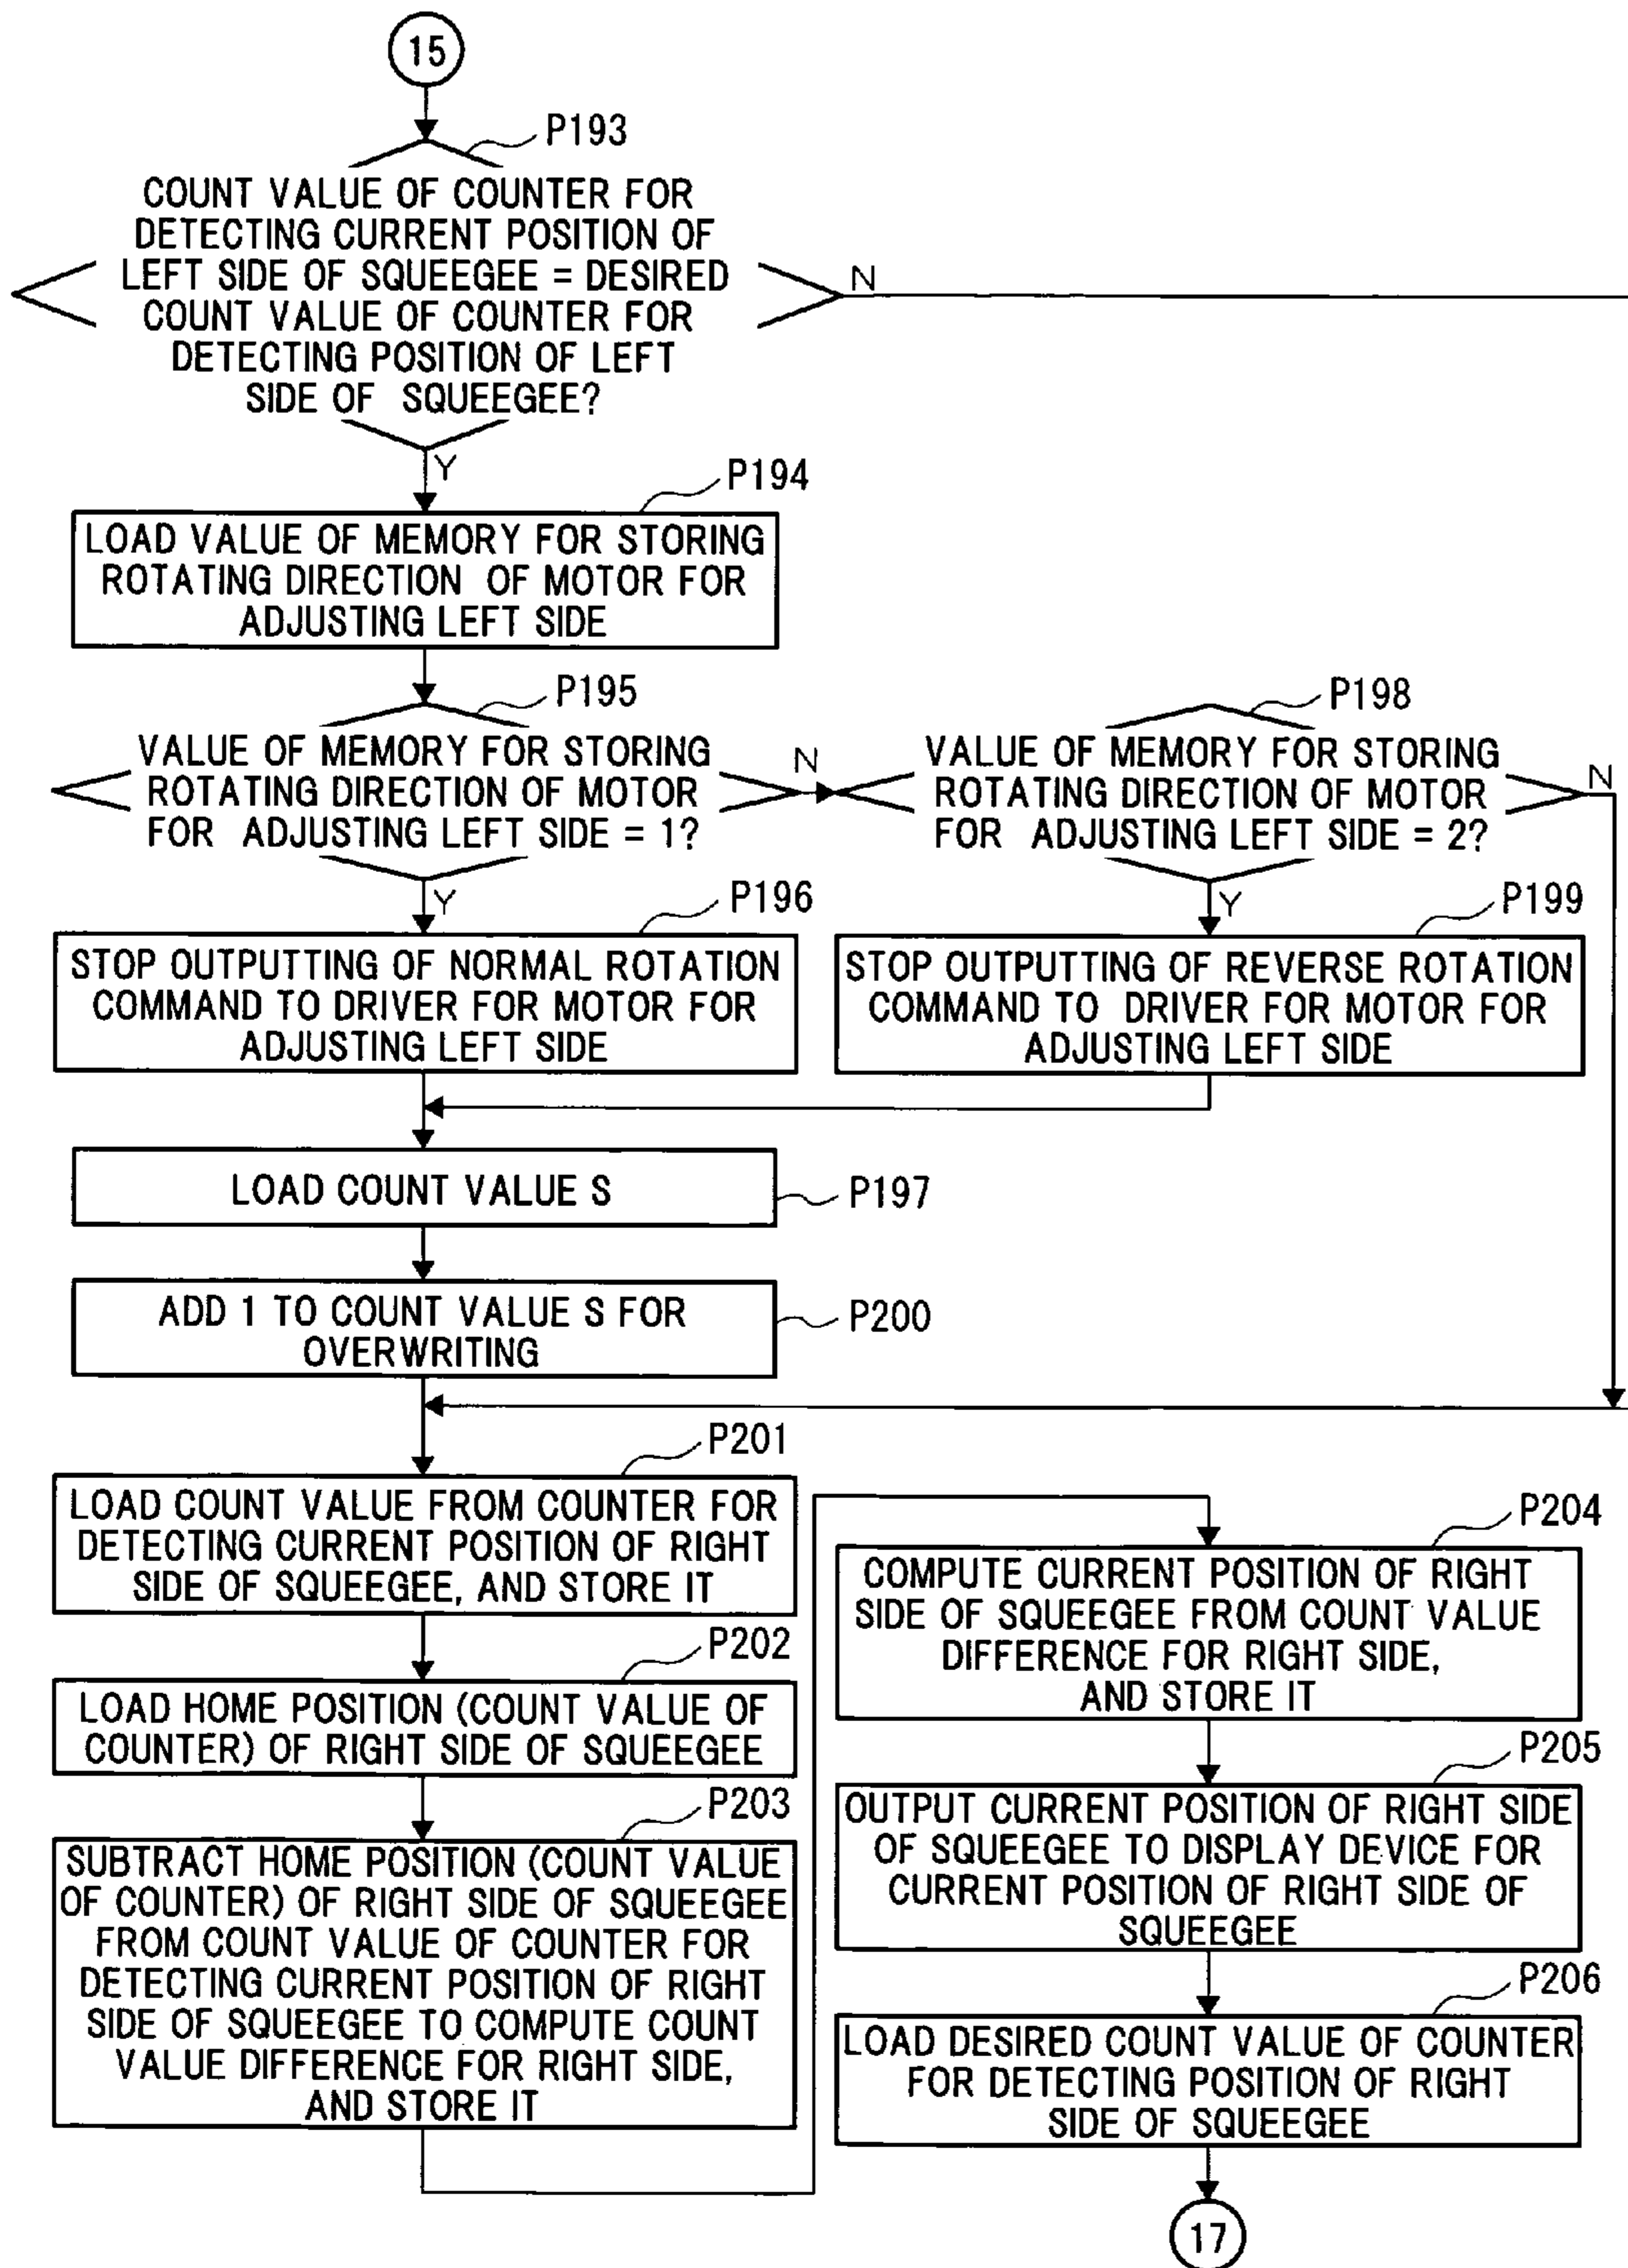 15
P193
COUNT VALUE OF COUNTER FOR
DETECTING CURRENT POSITION OF
LEFT SIDE OF SQUEEGEE = DESIRED
COUNT VALUE OF COUNTER FOR
DETECTING POSITION OF LEFT
SIDE OF SQUEEGEE?
N
Y
P194
LOAD VALUE OF MEMORY FOR STORING
ROTATING DIRECTION OF MOTOR FOR
ADJUSTING LEFT SIDE
P195
VALUE OF MEMORY FOR STORING
ROTATING DIRECTION OF MOTOR
FOR ADJUSTING LEFT SIDE = 1?
N
Y
P198
VALUE OF MEMORY FOR STORING
ROTATING DIRECTION OF MOTOR
FOR ADJUSTING LEFT SIDE = 2?
N
Y
P196
STOP OUTPUTTING OF NORMAL ROTATION
COMMAND TO DRIVER FOR MOTOR FOR
ADJUSTING LEFT SIDE
P199
STOP OUTPUTTING OF REVERSE ROTATION
COMMAND TO DRIVER FOR MOTOR FOR
ADJUSTING LEFT SIDE
LOAD COUNT VALUE S
P197
ADD 1 TO COUNT VALUE S FOR
OVERWRITING
P200
P201
LOAD COUNT VALUE FROM COUNTER FOR
DETECTING CURRENT POSITION OF RIGHT
SIDE OF SQUEEGEE, AND STORE IT
P202
LOAD HOME POSITION (COUNT VALUE OF
COUNTER) OF RIGHT SIDE OF SQUEEGEE
P203
SUBTRACT HOME POSITION (COUNT VALUE
OF COUNTER) OF RIGHT SIDE OF SQUEEGEE
FROM COUNT VALUE OF COUNTER FOR
DETECTING CURRENT POSITION OF RIGHT
SIDE OF SQUEEGEE TO COMPUTE COUNT
VALUE DIFFERENCE FOR RIGHT SIDE,
AND STORE IT
P204
COMPUTE CURRENT POSITION OF RIGHT
SIDE OF SQUEEGEE FROM COUNT VALUE
DIFFERENCE FOR RIGHT SIDE,
AND STORE IT
P205
OUTPUT CURRENT POSITION OF RIGHT SIDE
OF SQUEEGEE TO DISPLAY DEVICE FOR
CURRENT POSITION OF RIGHT SIDE OF
SQUEEGEE
P206
LOAD DESIRED COUNT VALUE OF COUNTER
FOR DETECTING POSITION OF RIGHT
SIDE OF SQUEEGEE
17